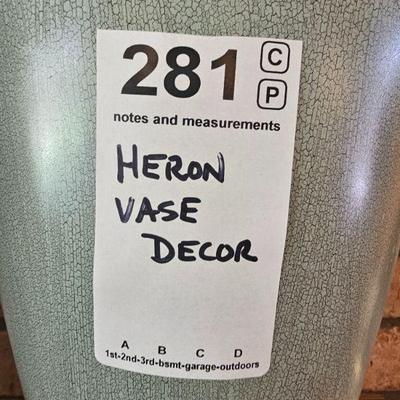 281 C
P
notes and measurements
HERON
VASE
DECOR
A B C D
1st-2nd-3rd-bsmt-garage-outdoors